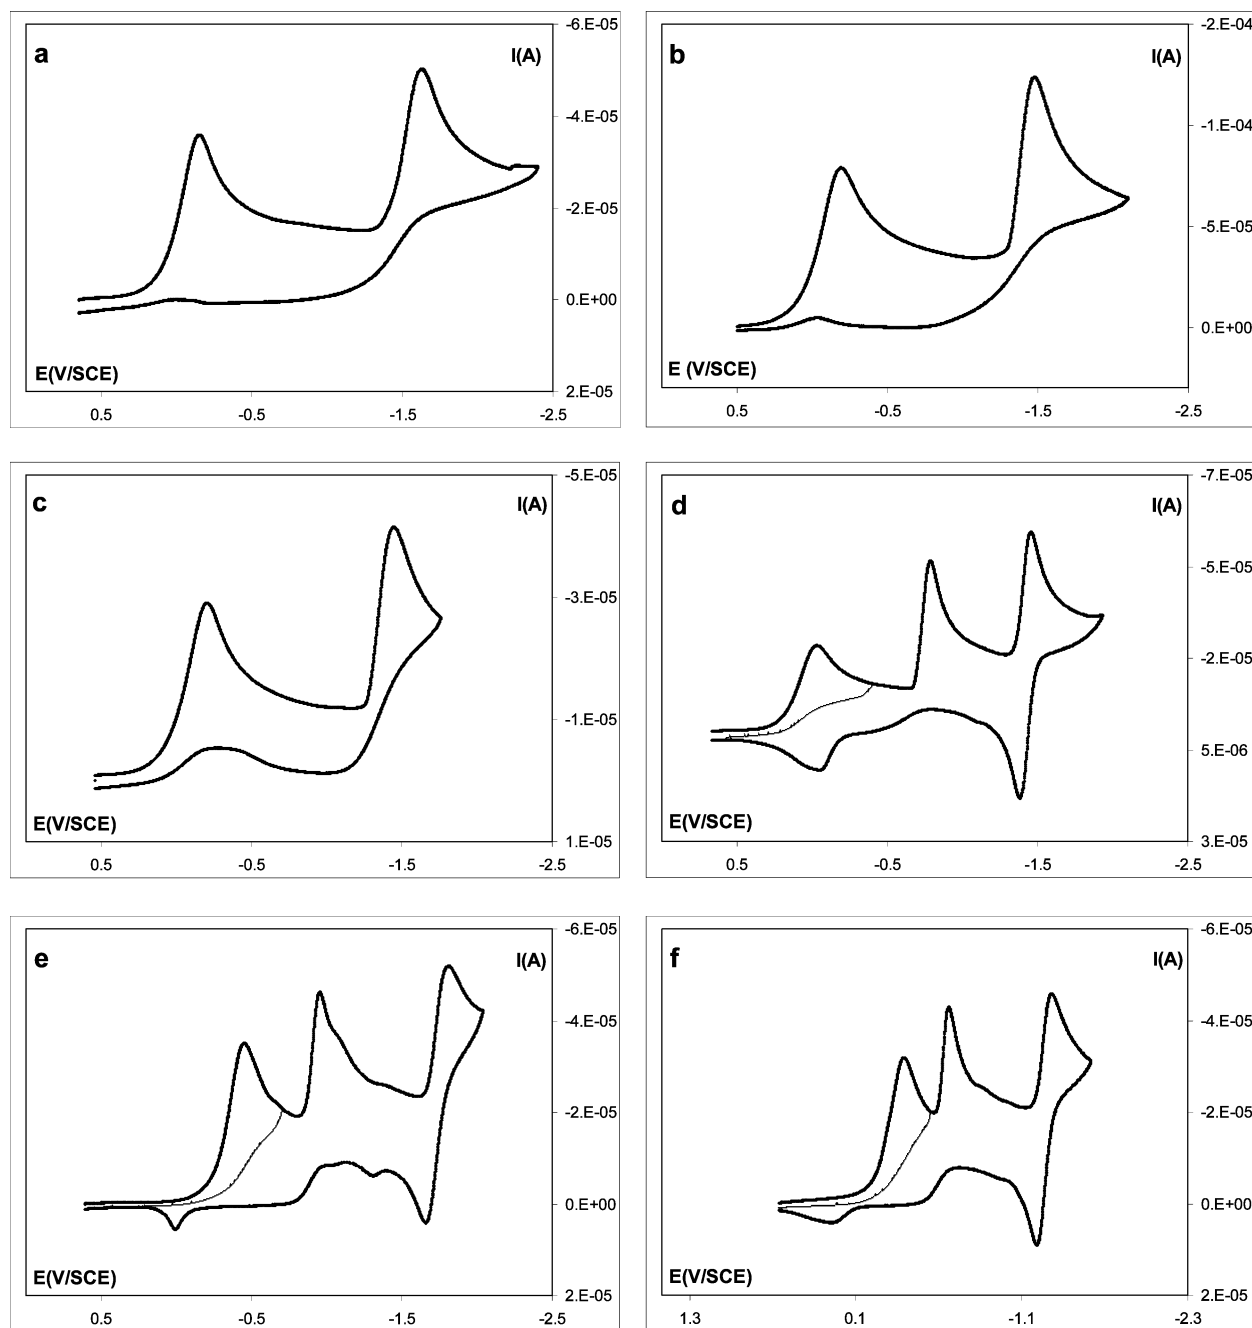 a
I(A)
-6.E-05
-4.E-05
-2.E-05
0.E+00
2.E-05
E(V/SCE)
0.5 -0.5 -1.5 -2.5
b
I(A)
-2.E-04
-1.E-04
-5.E-05
0.E+00
E (V/SCE)
0.5 -0.5 -1.5 -2.5
c
I(A)
-5.E-05
-3.E-05
-1.E-05
1.E-05
E(V/SCE)
0.5 -0.5 -1.5 -2.5
d
I(A)
-7.E-05
-5.E-05
-2.E-05
5.E-06
3.E-05
E(V/SCE)
0.5 -0.5 -1.5 -2.5
e
I(A)
-6.E-05
-4.E-05
-2.E-05
0.E+00
2.E-05
E(V/SCE)
0.5 -0.5 -1.5 -2.5
f
I(A)
-6.E-05
-4.E-05
-2.E-05
0.E+00
2.E-05
E(V/SCE)
1.3 0.1 -1.1 -2.3